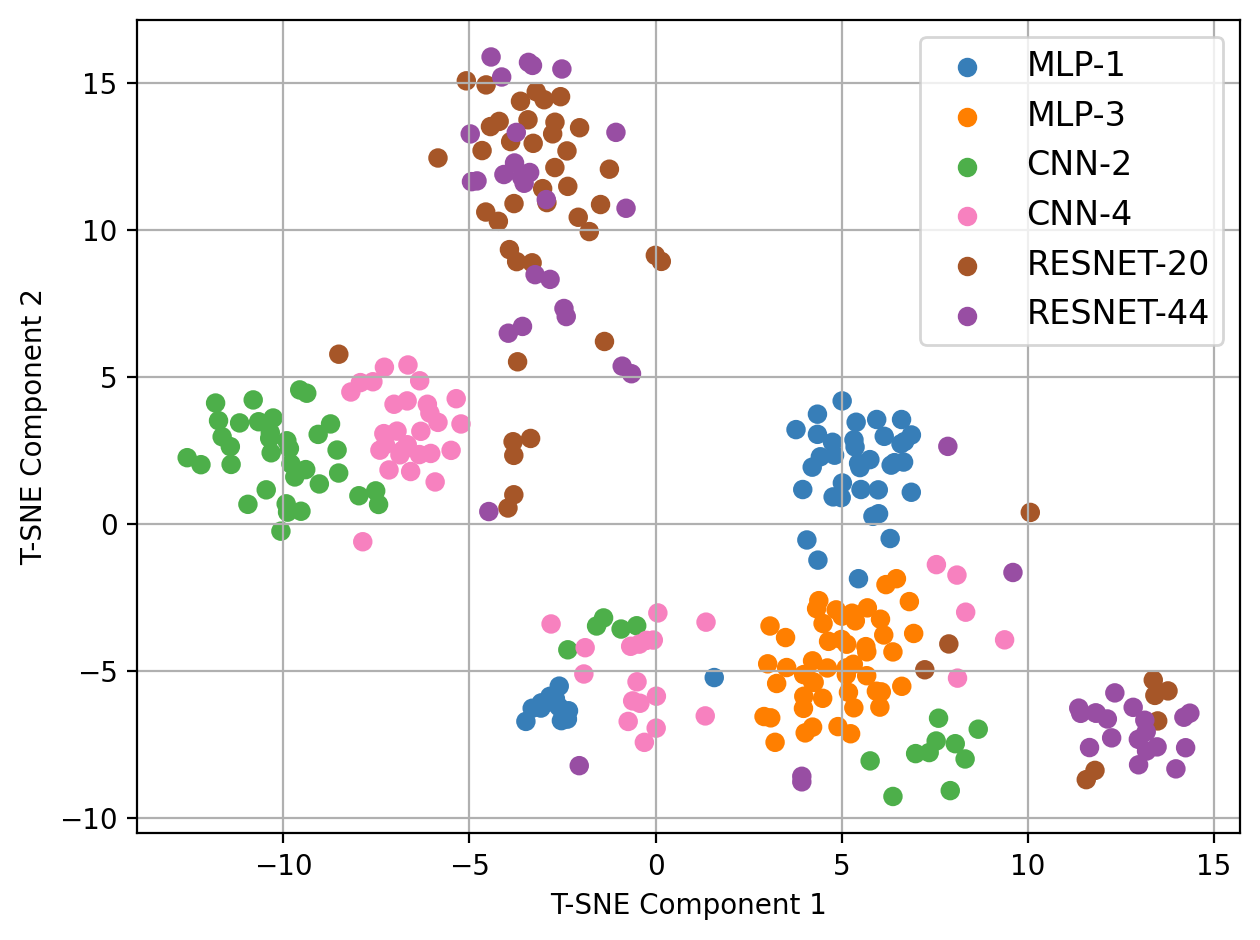 MLP-1
MLP-3
CNN-2
CNN-4
RESNET-20
RESNET-44
15
10
5
0
−5
−10
T-SNE Component 2
−10
−5
0
5
10
15
T-SNE Component 1